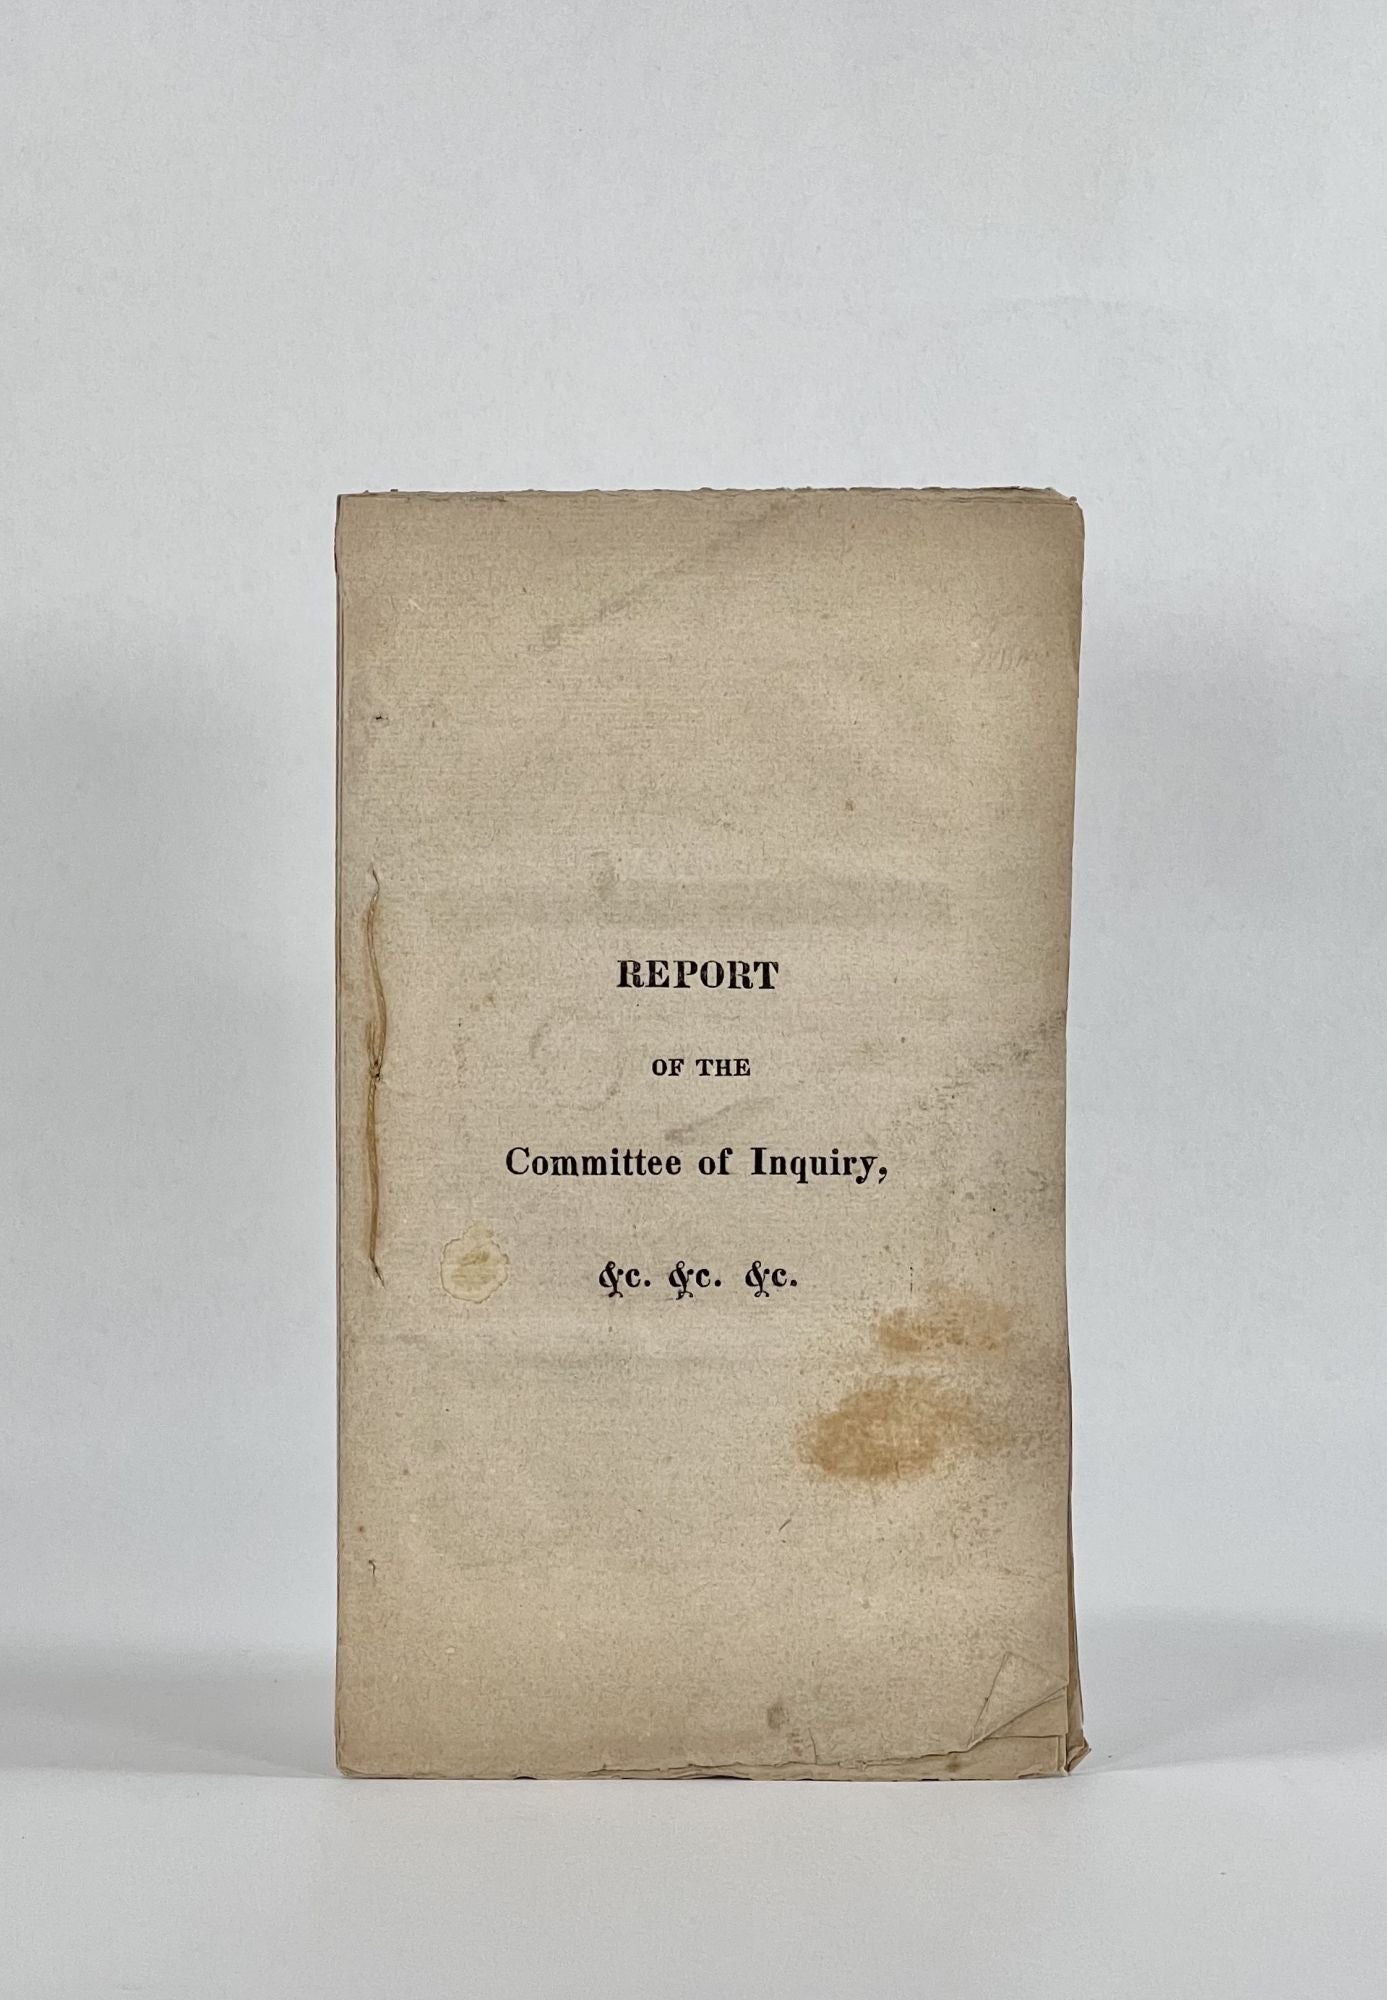 REPORT
OF THE
Committee of Inquiry,
&c. &c. &c.